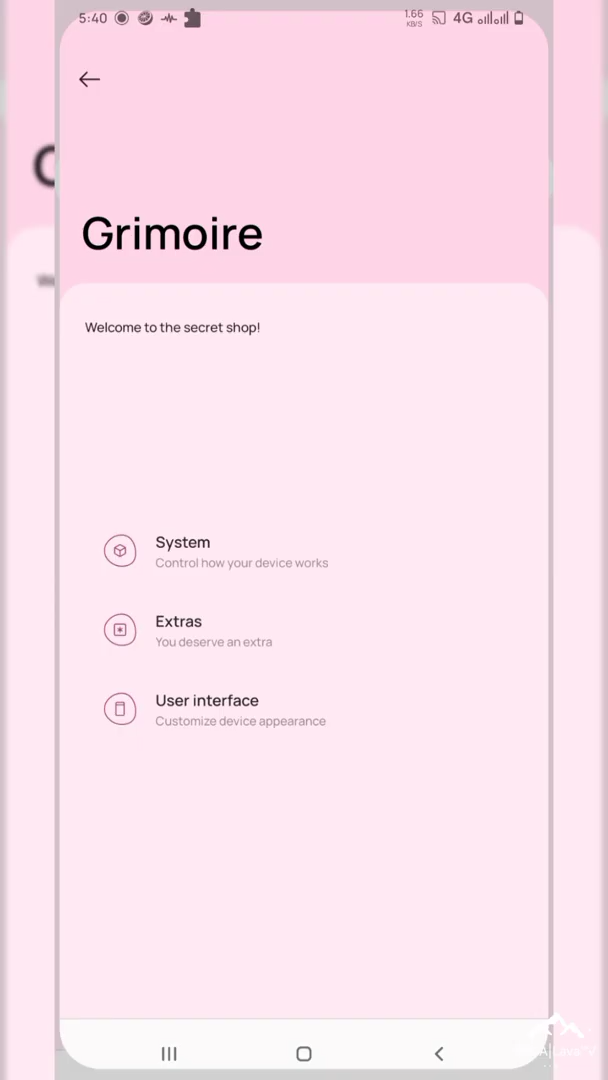 5:40
1.66
KB/S
4G
Grimoire
Welcome to the secret shop!
System
Control how your device works
Extras
You deserve an extra
User interface
Customize device appearance